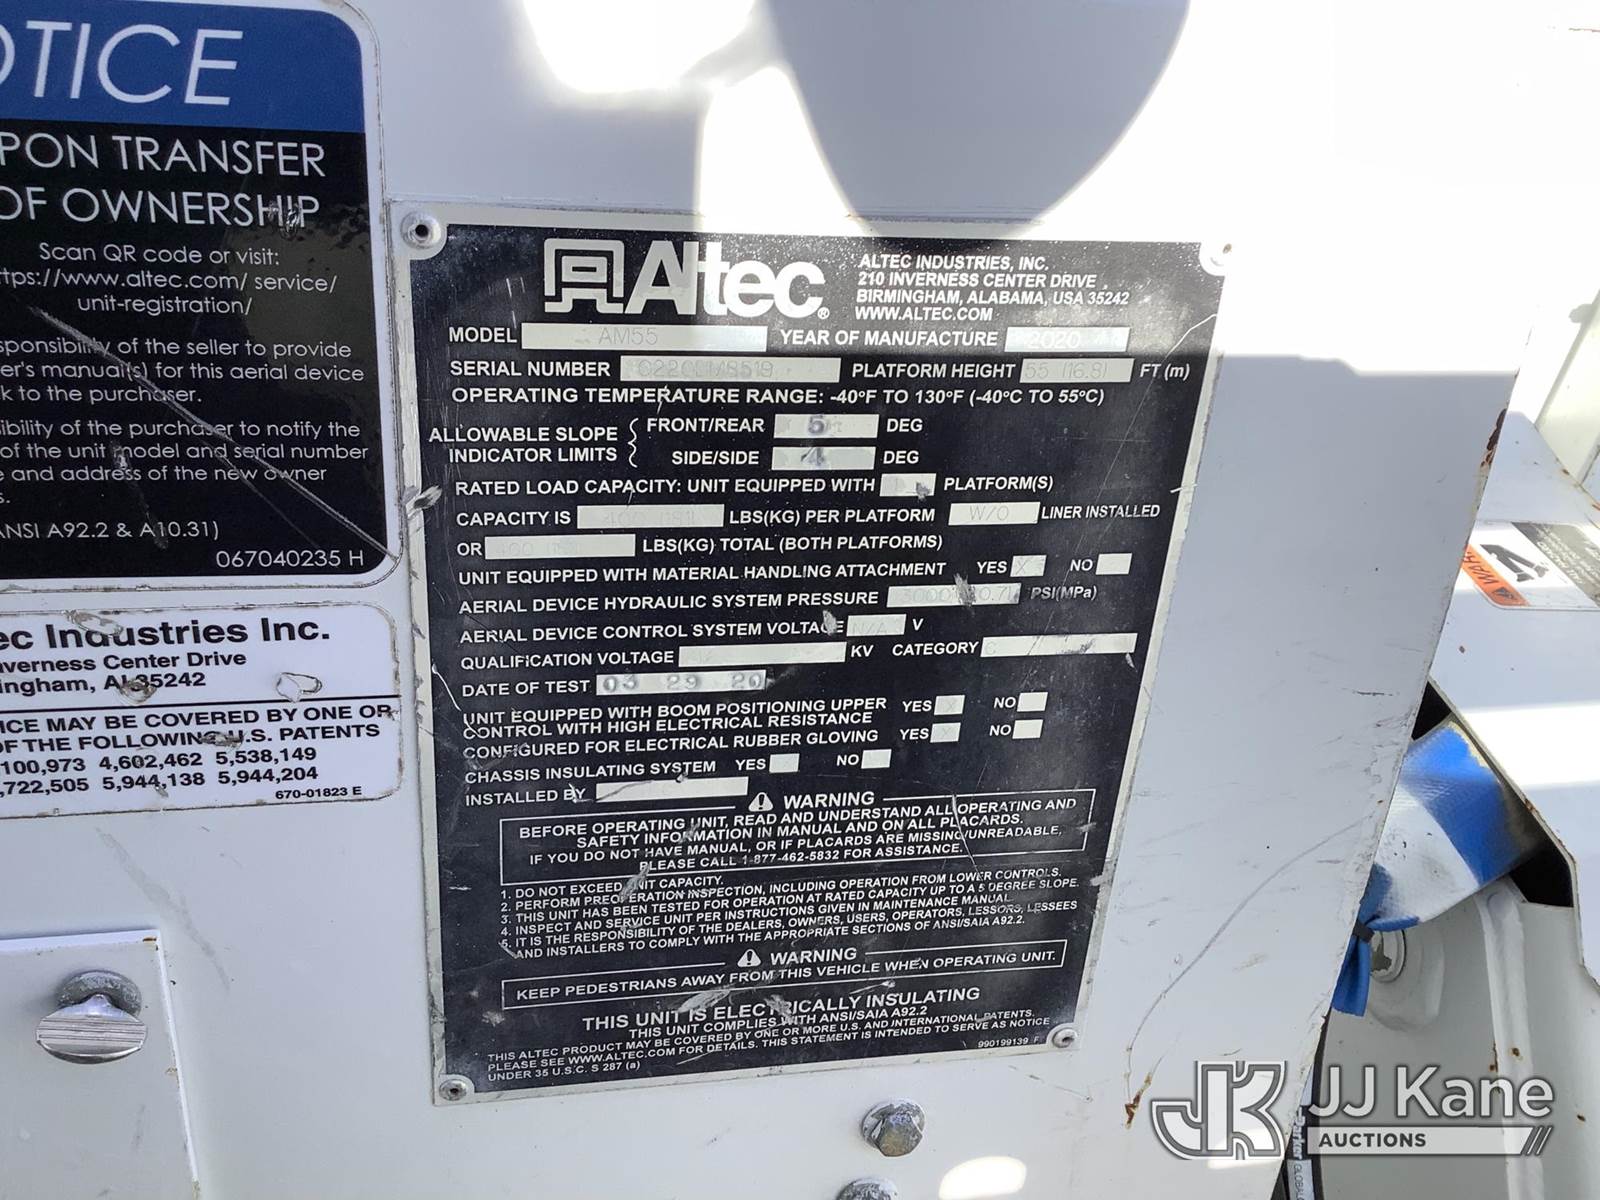 OTICE
PON TRANSFER
OF OWNERSHIP
Scan QR code or visit:
ttps://www.altec.com/ service/
unit-registration/
of the seller to provide
er's manual(s) for this aerial device
k to the purchaser.
ibility of the purchaser to notify the
of the unit model and serial number
e and address of the new owner
s.
ANSI A92.2 & A10.31)
067040235 H
tec Industries Inc.
nverness Center Drive
ingham, Al 35242
ICE MAY BE COVERED BY ONE OR
OF THE FOLLOWING U.S. PATENTS
100,973 4,602,462 5,538,149
,722,505 5,944,138 5,944,204
670-01823 E
Altec®
ALTEC INDUSTRIES, INC.
210 INVERNESS CENTER DRIVE
BIRMINGHAM, ALABAMA, USA 35242
WWW.ALTEC.COM
MODEL AM55 YEAR OF MANUFACTURE 2020
SERIAL NUMBER PLATFORM HEIGHT 55 (16.8) FT (m)
OPERATING TEMPERATURE RANGE: -40ºF TO 130ºF (-40ºC TO 55ºC)
ALLOWABLE SLOPE INDICATOR LIMITS
FRONT/REAR 5 DEG
SIDE/SIDE 4 DEG
RATED LOAD CAPACITY: UNIT EQUIPPED WITH PLATFORM(S)
CAPACITY IS 400 (181) LBS(KG) PER PLATFORM W/O LINER INSTALLED
OR 400 LBS(KG) TOTAL (BOTH PLATFORMS)
UNIT EQUIPPED WITH MATERIAL HANDLING ATTACHMENT YES X NO
AERIAL DEVICE HYDRAULIC SYSTEM PRESSURE 3000 PSI(MPa)
AERIAL DEVICE CONTROL SYSTEM VOLTAGE N/A V
QUALIFICATION VOLTAGE KV CATEGORY C
DATE OF TEST 03 29 20
UNIT EQUIPPED WITH BOOM POSITIONING UPPER
CONTROL WITH HIGH ELECTRICAL RESISTANCE YES X NO
CONFIGURED FOR ELECTRICAL RUBBER GLOVING YES X NO
CHASSIS INSULATING SYSTEM YES NO
INSTALLED BY
WARNING
BEFORE OPERATING UNIT, READ AND UNDERSTAND ALL OPERATING AND
SAFETY INFORMATION IN MANUAL AND ON ALL PLACARDS.
IF YOU DO NOT HAVE MANUAL, OR IF PLACARDS ARE MISSING/UNREADABLE,
PLEASE CALL 1-877-462-5832 FOR ASSISTANCE.
1. DO NOT EXCEED UNIT CAPACITY.
2. PERFORM PREOPERATION INSPECTION, INCLUDING OPERATION FROM LOWER CONTROLS.
3. THIS UNIT HAS BEEN TESTED FOR OPERATION AT RATED CAPACITY UP TO A 5 DEGREE SLOPE.
4. INSPECT AND SERVICE UNIT PER INSTRUCTIONS GIVEN IN MAINTENANCE MANUAL.
5. IT IS THE RESPONSIBILITY OF THE DEALERS, OWNERS, USERS, OPERATORS, LESSORS, LESSEES
AND INSTALLERS TO COMPLY WITH THE APPROPRIATE SECTIONS OF ANSI/SAIA A92.2.
WARNING
KEEP PEDESTRIANS AWAY FROM THIS VEHICLE WHEN OPERATING UNIT.
THIS UNIT IS ELECTRICALLY INSULATING
THIS UNIT COMPLIES WITH ANSI/SAIA A92.2
THIS ALTEC PRODUCT MAY BE COVERED BY ONE OR MORE U.S. AND INTERNATIONAL PATENTS.
PLEASE SEE WWW.ALTEC.COM FOR DETAILS. THIS STATEMENT IS INTENDED TO SERVE AS NOTICE
UNDER 35 U.S.C. S 287 (a)
990199139 F
JK JJ Kane
AUCTIONS